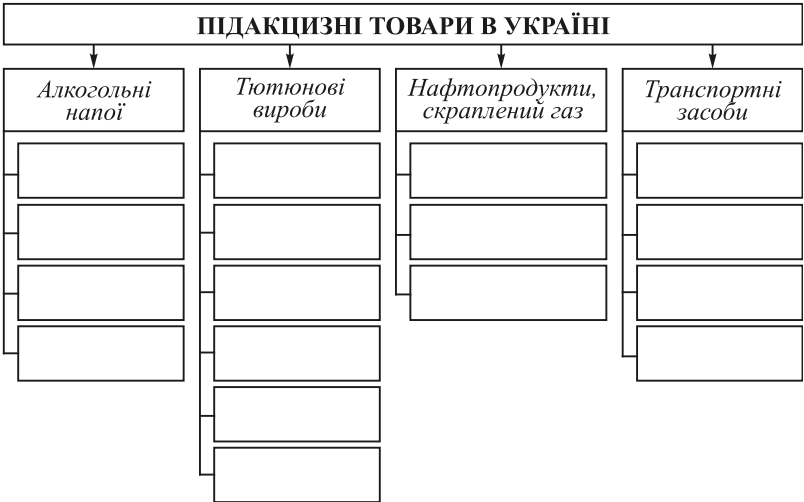 ПІДАКЦИЗНІ ТОВАРИ В УКРАЇНІ
Алкогольні
напої
Тютюнові
вироби
Нафтопродукти,
скраплений газ
Транспортні
засоби